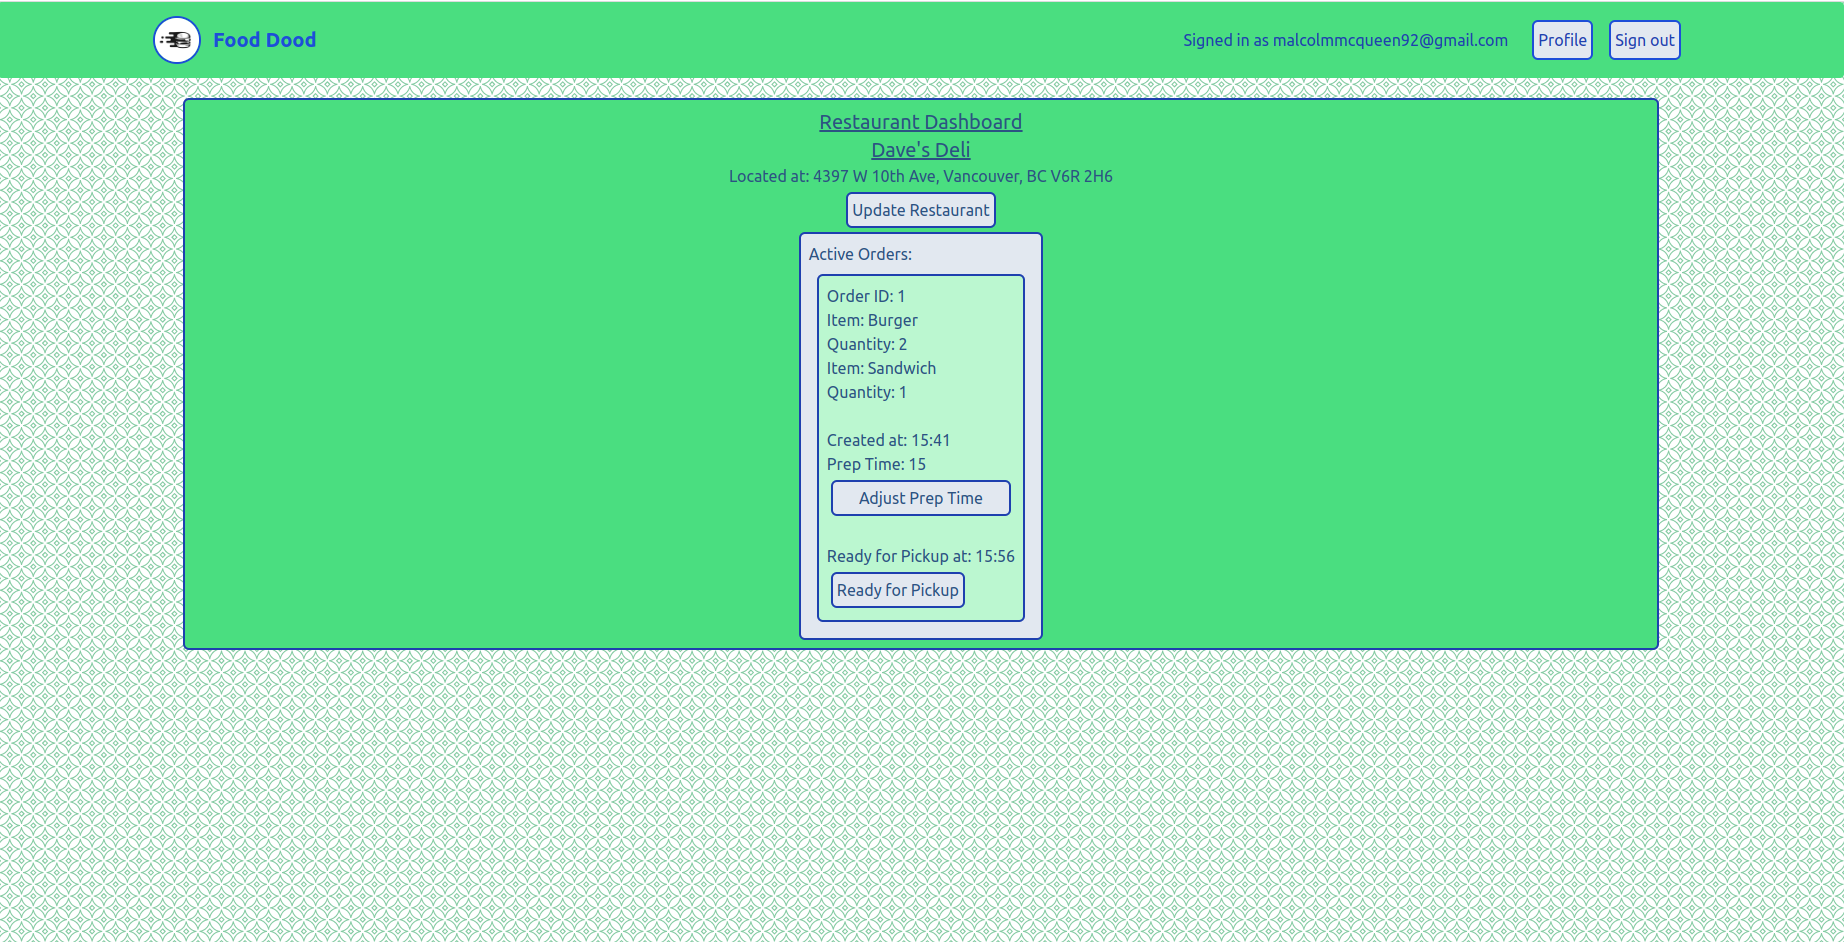 Food Dood
Signed in as malcolmmcqueen92@gmail.com
Profile
Sign out
Restaurant Dashboard
Dave's Deli
Located at: 4397 W 10th Ave, Vancouver, BC V6R 2H6
Update Restaurant
Active Orders:
Order ID: 1
Item: Burger
Quantity: 2
Item: Sandwich
Quantity: 1
Created at: 15:41
Prep Time: 15
Adjust Prep Time
Ready for Pickup at: 15:56
Ready for Pickup